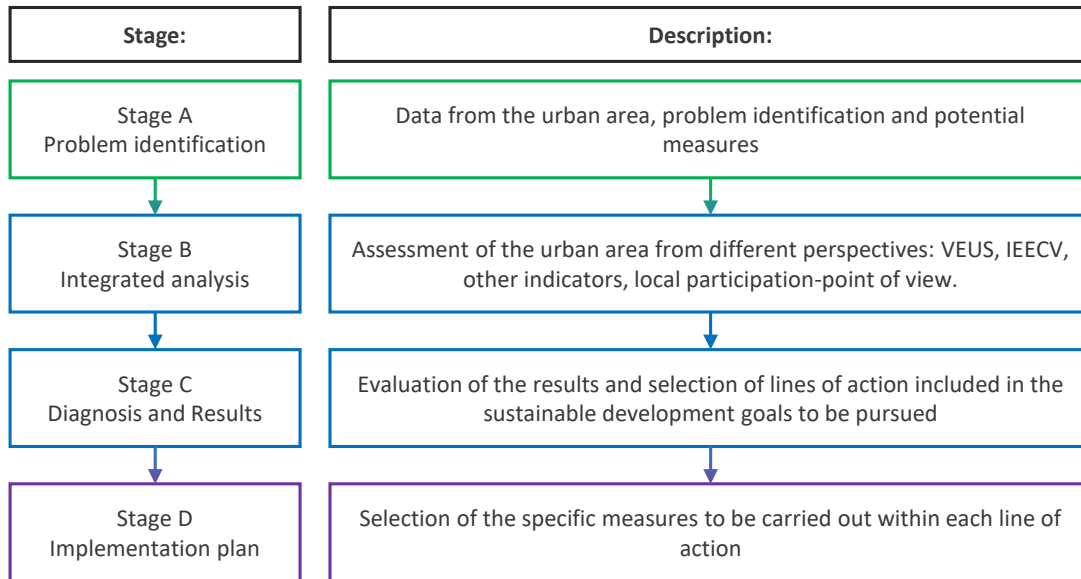 Stage:
Description:
Stage A
Problem identification
Data from the urban area, problem identification and potential
measures
Stage B
Integrated analysis
Assessment of the urban area from different perspectives: VEUS, IEECV,
other indicators, local participation-point of view.
Stage C
Diagnosis and Results
Evaluation of the results and selection of lines of action included in the
sustainable development goals to be pursued
Stage D
Implementation plan
Selection of the specific measures to be carried out within each line of
action